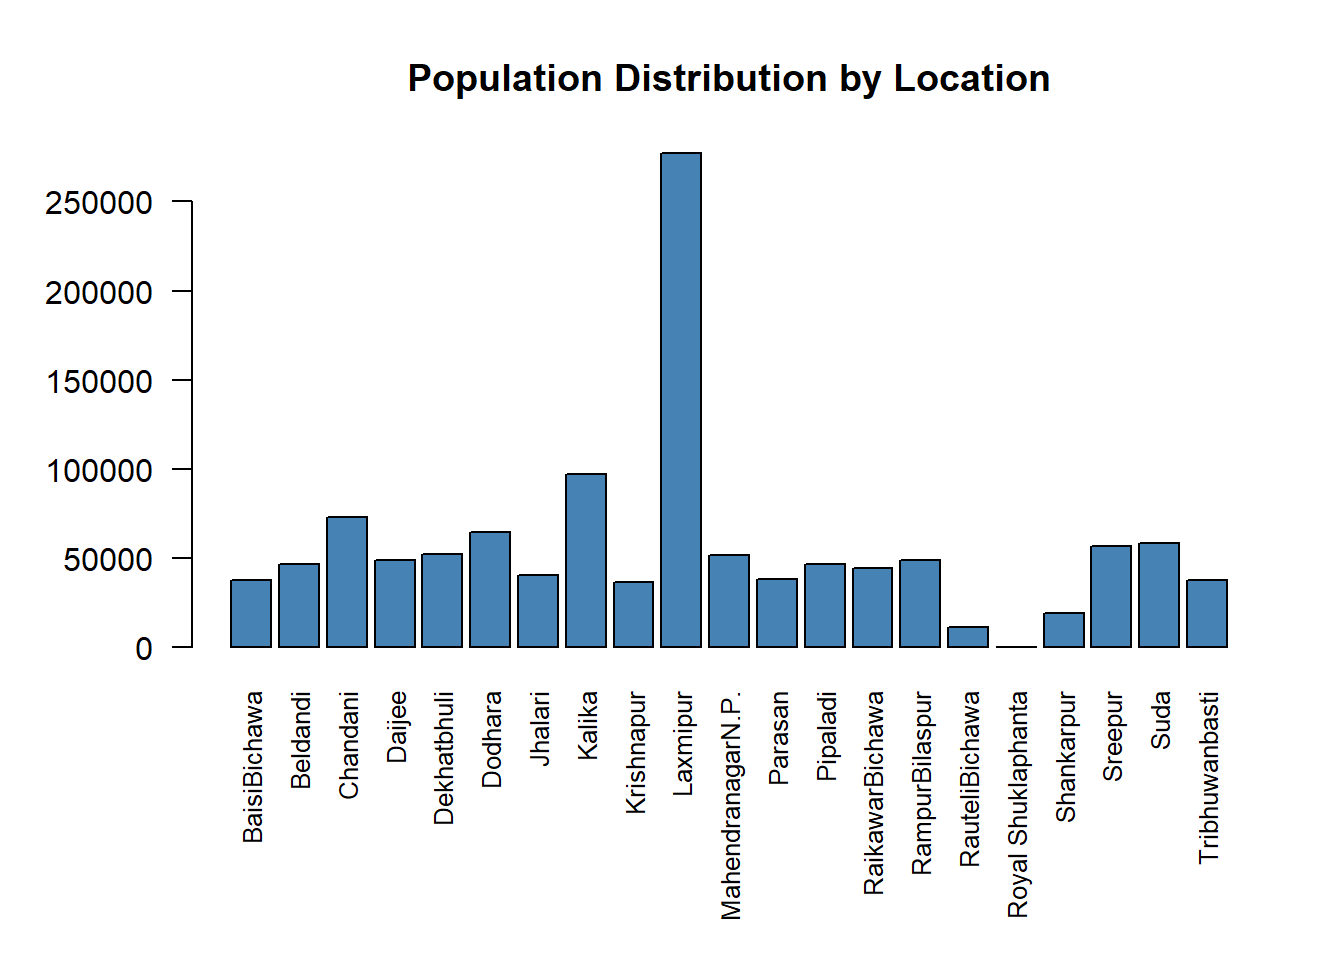 Population Distribution by Location
250000
200000
150000
100000
50000
0
BaisiBichawa
Beldandi
Chandani
Daijee
Dekhatbhuli
Dodhara
Jhalari
Kalika
Krishnapur
Laxmipur
MahendranagarN.P.
Parasan
Pipaladi
RaikawarBichawa
RampurBilaspur
RauteliBichawa
Royal Shuklaphanta
Shankarpur
Sreepur
Suda
Tribhuwanbasti